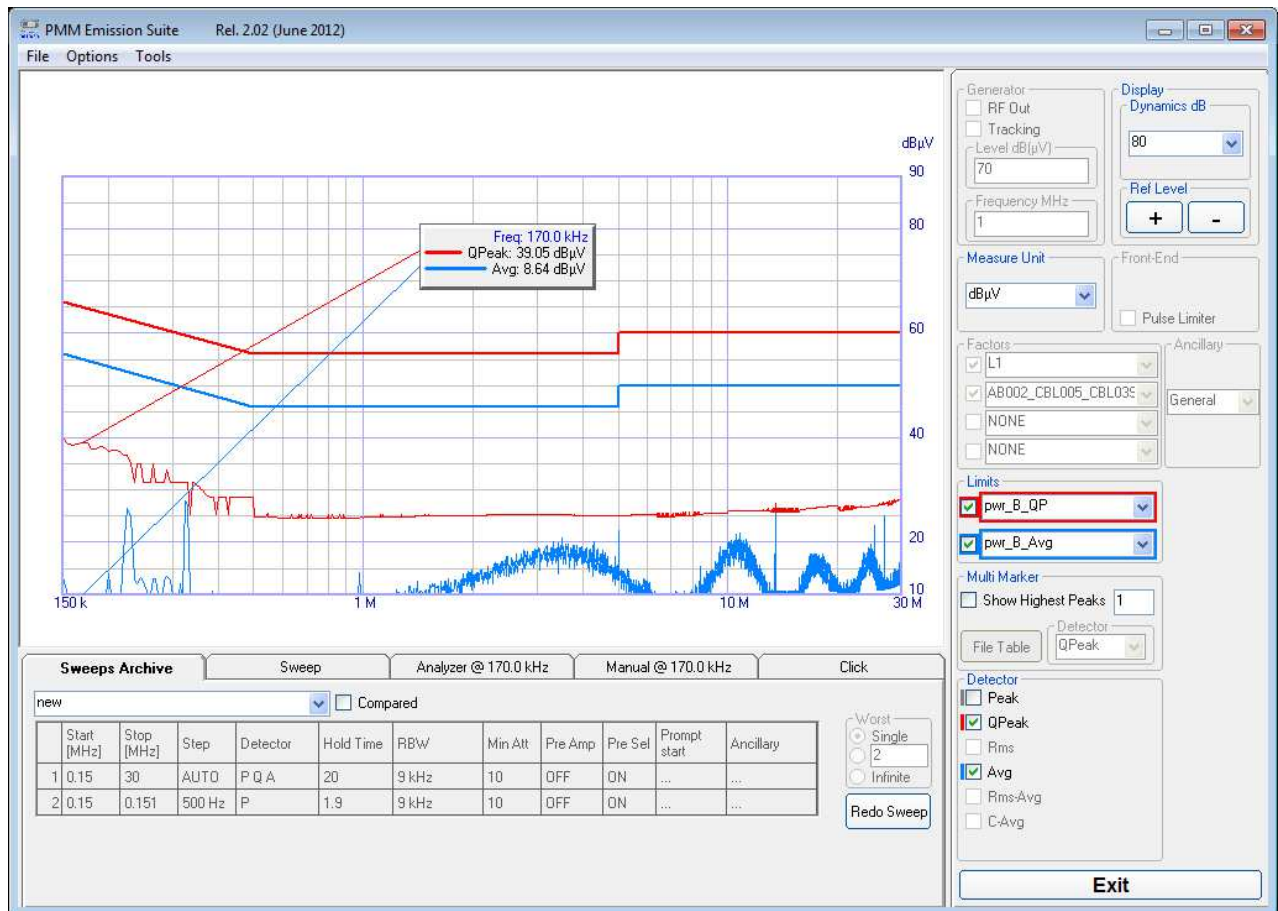 PMM Emission Suite Rel. 2.02 (June 2012)
File Options Tools
dBµV
90
80
60
40
20
10
150 k
1 M
10 M
30 M
Freq: 170.0 kHz
QPeak: 39.05 dBµV
Avg: 8.64 dBµV
Generator
RF Out
Tracking
Level dB(µV)
70
Frequency MHz
1
Display
Dynamics dB
80
Ref Level
+ -
Measure Unit
dBµV
Front-End
Pulse Limiter
Factors
L1
AB002_CBL005_CBL039
NONE
NONE
Ancillary
General
Limits
pwr_B_QP
pwr_B_Avg
Multi Marker
Show Highest Peaks 1
File Table
Detector
QPeak
Detector
Peak
QPeak
Rms
Avg
Rms-Avg
C-Avg
Exit
Sweeps Archive Sweep Analyzer @ 170.0 kHz Manual @ 170.0 kHz Click
new Compared
Start [MHz] Stop [MHz] Step Detector Hold Time RBW Min Att Pre Amp Pre Sel Prompt start Ancillary
1 0.15 30 AUTO P Q A 20 9 kHz 10 OFF ON ... ...
2 0.15 0.151 500 Hz P 1.9 9 kHz 10 OFF ON ... ...
Worst
Single
2
Infinite
Redo Sweep